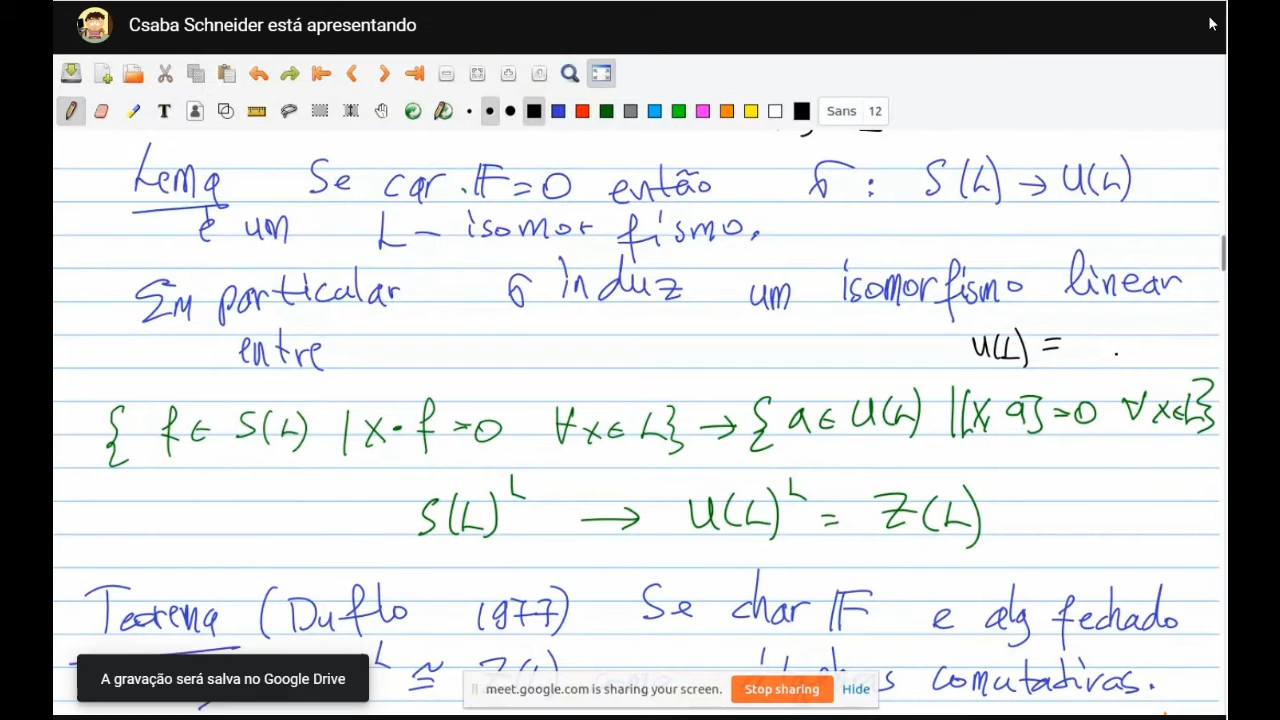 Csaba Schneider está apresentando
Sans 12
Lema Se car. 𝔽=0 então σ : S(L) → U(L)
é um L-isomorfismo.
Em particular σ induz um isomorfismo linear
entre U(L) = .
{ f ∈ S(L) | x·f = 0 ∀x ∈ L} → { a ∈ U(L) | [x, a] = 0 ∀x∈L}
S(L)^L → U(L)^L = Z(L)
Teorema (Duflo 1977) Se char 𝔽 e alg fechado
L ≅ comutativas.
A gravação será salva no Google Drive
meet.google.com is sharing your screen. Stop sharing Hide